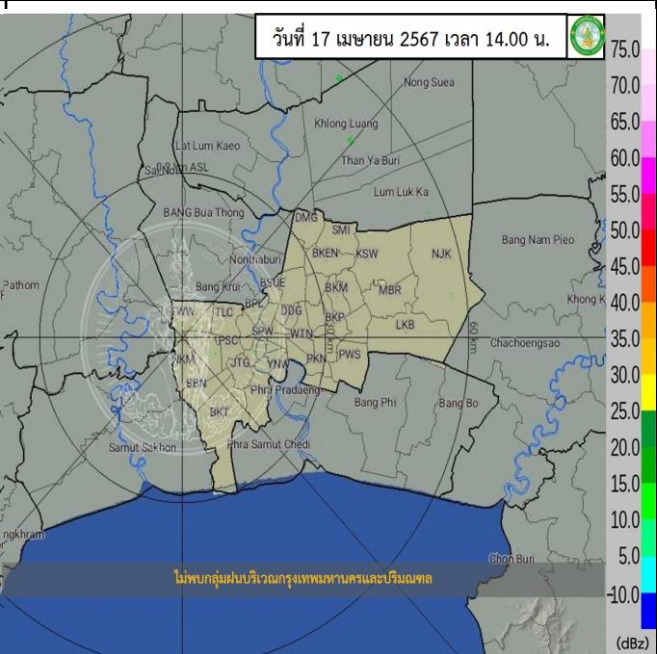 วันที่ 17 เมษายน 2567 เวลา 14.00 น.
75.0
Nong Suea
70.0
Khlong Luang
65.0
Lat Lum Kaeo
Than Ya Buri
60.0
Lum Luk Ka
55.0
BANG Bua Thong
DMG
50.0
SMI
Bang Nam Pieo
BKEN KSW NJK
Nonthaburi
45.0
Pathom
Bang Krui
BSUE
BKM
MBR
40.0
BPL
TLC
DDG
BKP
LKB
35.0
SPW
WTN
PSC
60 km
Chachoengsao
PWS
JTG
YNW
PKN
30.0
Phra Pradaeng
Bang Phi
Bang Bo
25.0
BKT
Samut Sakhon
Phra Samut Chedi
20.0
15.0
ngkhram
10.0
Chon Buri
5.0
ไม่พบกลุ่มฝนบริเวณกรุงเทพมหานครและปริมณฑล
-10.0
(dBz)